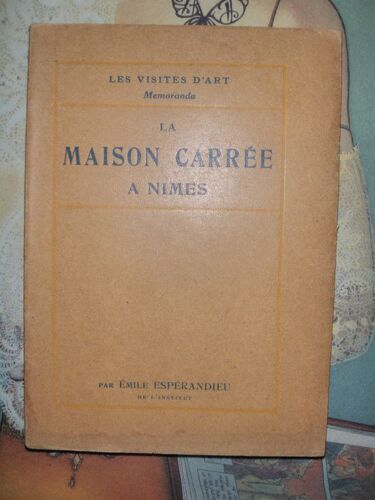 LES VISITES D'ART
Memoranda
LA
MAISON CARRÉE
A NIMES
PAR ÉMILE ESPÉRANDIEU
DE L'INSTITUT